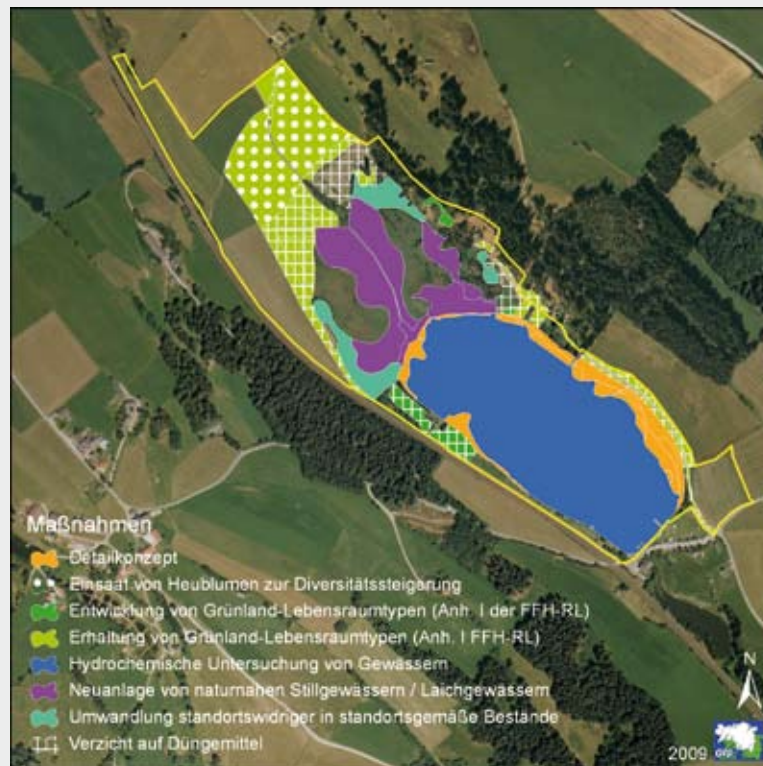 Maßnahmen
Detailkonzept
Einsaat von Heublumen zur Diversitätssteigerung
Entwicklung von Grünland-Lebensraumtypen (Anh. I der FFH-RL)
Erhaltung von Grünland-Lebensraumtypen (Anh. I FFH-RL)
Hydrochemische Untersuchung von Gewässern
Neuanlage von naturnahen Stillgewässern / Laichgewässern
Umwandlung standortswidriger in standortsgemäße Bestände
Verzicht auf Düngemittel
N
2009